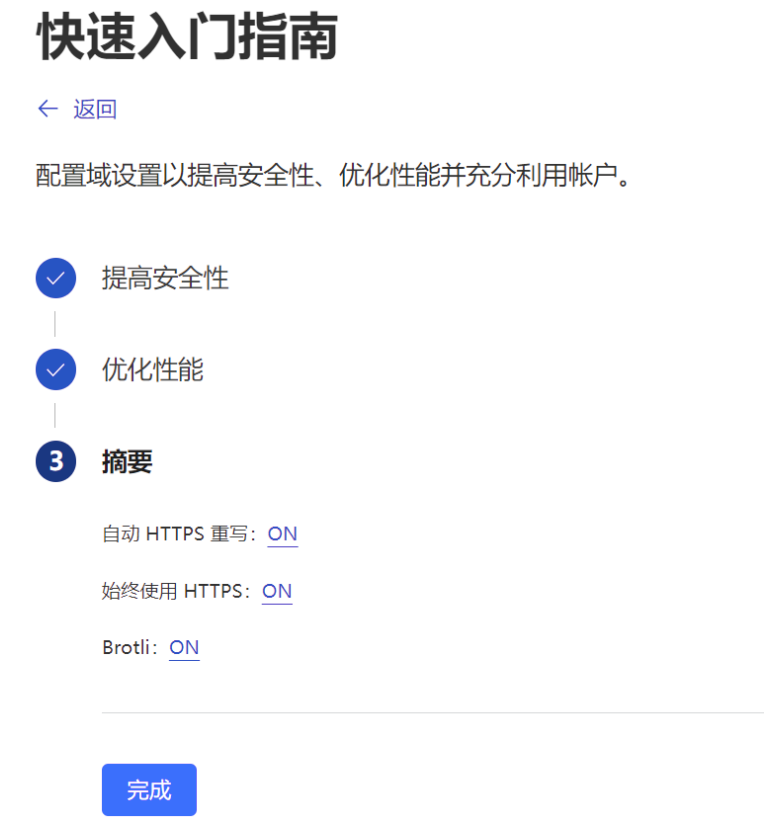 快速入门指南
← 返回
配置域设置以提高安全性、优化性能并充分利用帐户。
提高安全性
优化性能
3 摘要
自动 HTTPS 重写：ON
始终使用 HTTPS：ON
Brotli：ON
完成